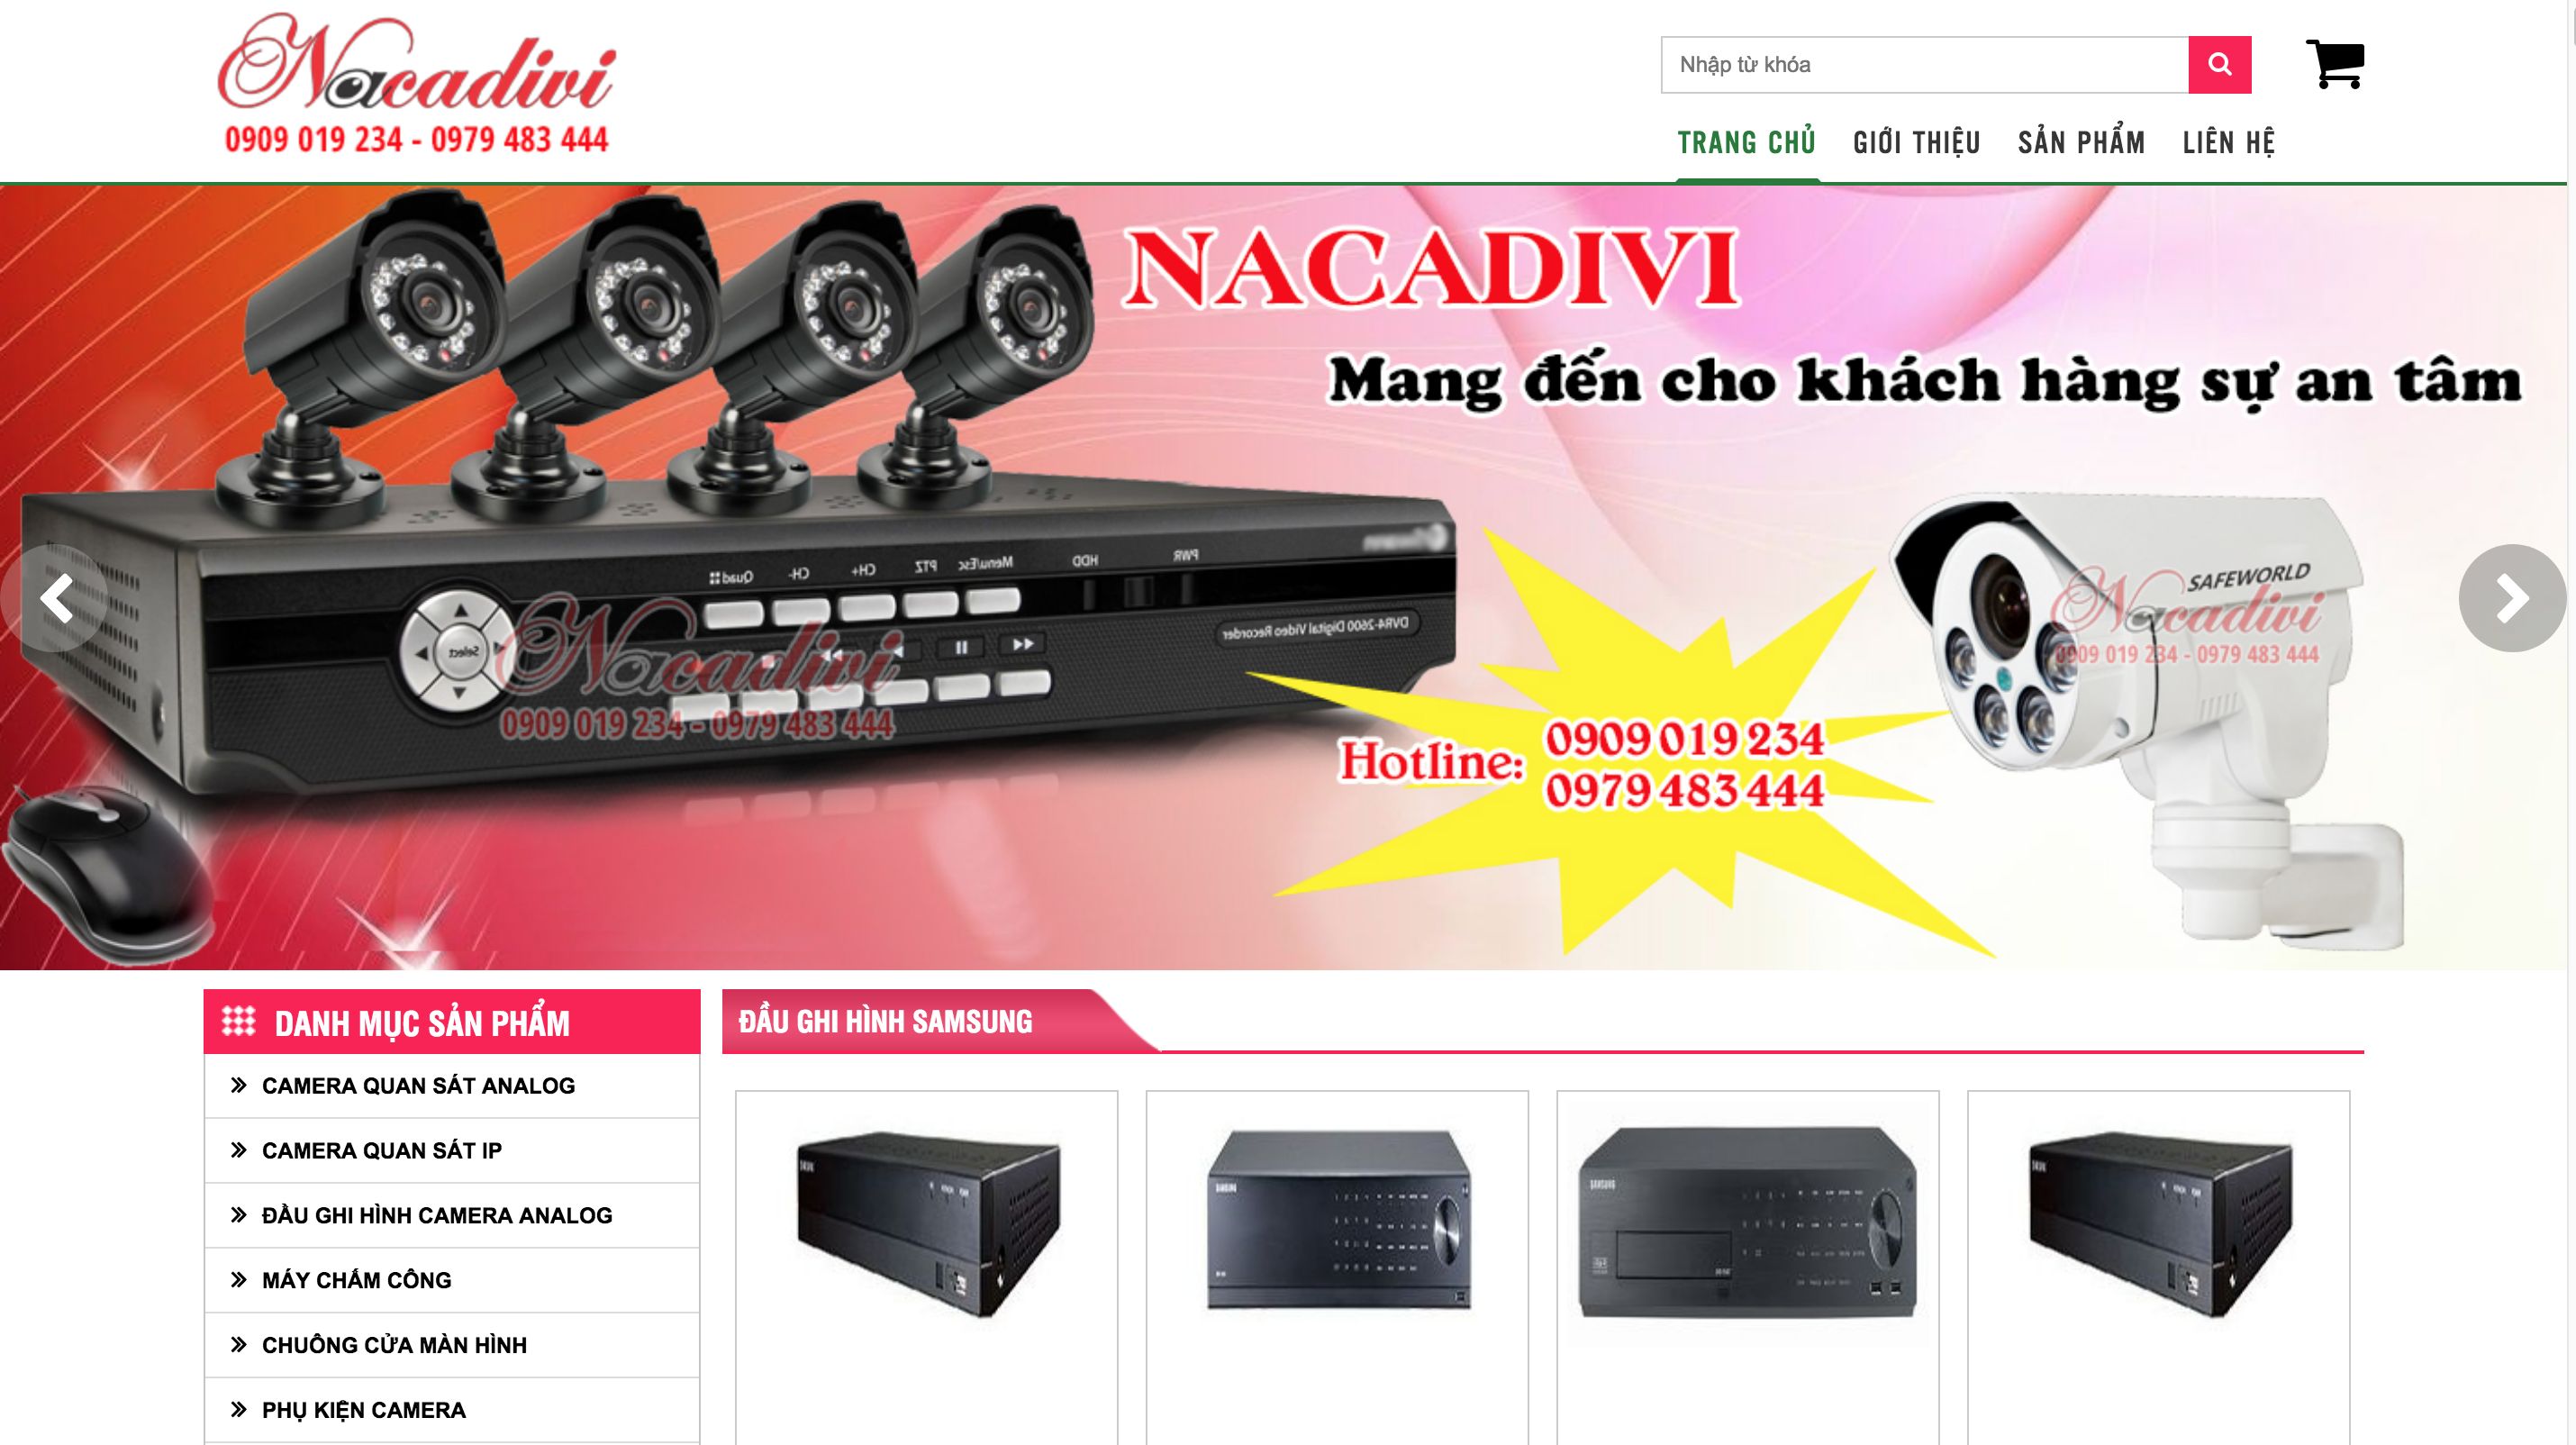 Nacadivi
0909 019 234 - 0979 483 444
Nhập từ khóa
TRANG CHỦ GIỚI THIỆU SẢN PHẨM LIÊN HỆ
NACADIVI
Mang đến cho khách hàng sự an tâm
Quad CH- CH+ PTZ Menu/Esc HDD PWR
DVR4-2600 Digital Video Recorder
Select
Nacadivi
0909 019 234 - 0979 483 444
SAFEWORLD
Nacadivi
0909 019 234 - 0979 483 444
Hotline: 0909 019 234
0979 483 444
DANH MỤC SẢN PHẨM
CAMERA QUAN SÁT ANALOG
CAMERA QUAN SÁT IP
ĐẦU GHI HÌNH CAMERA ANALOG
MÁY CHẤM CÔNG
CHUÔNG CỬA MÀN HÌNH
PHỤ KIỆN CAMERA
ĐẦU GHI HÌNH SAMSUNG
SAMSUNG
SAMSUNG